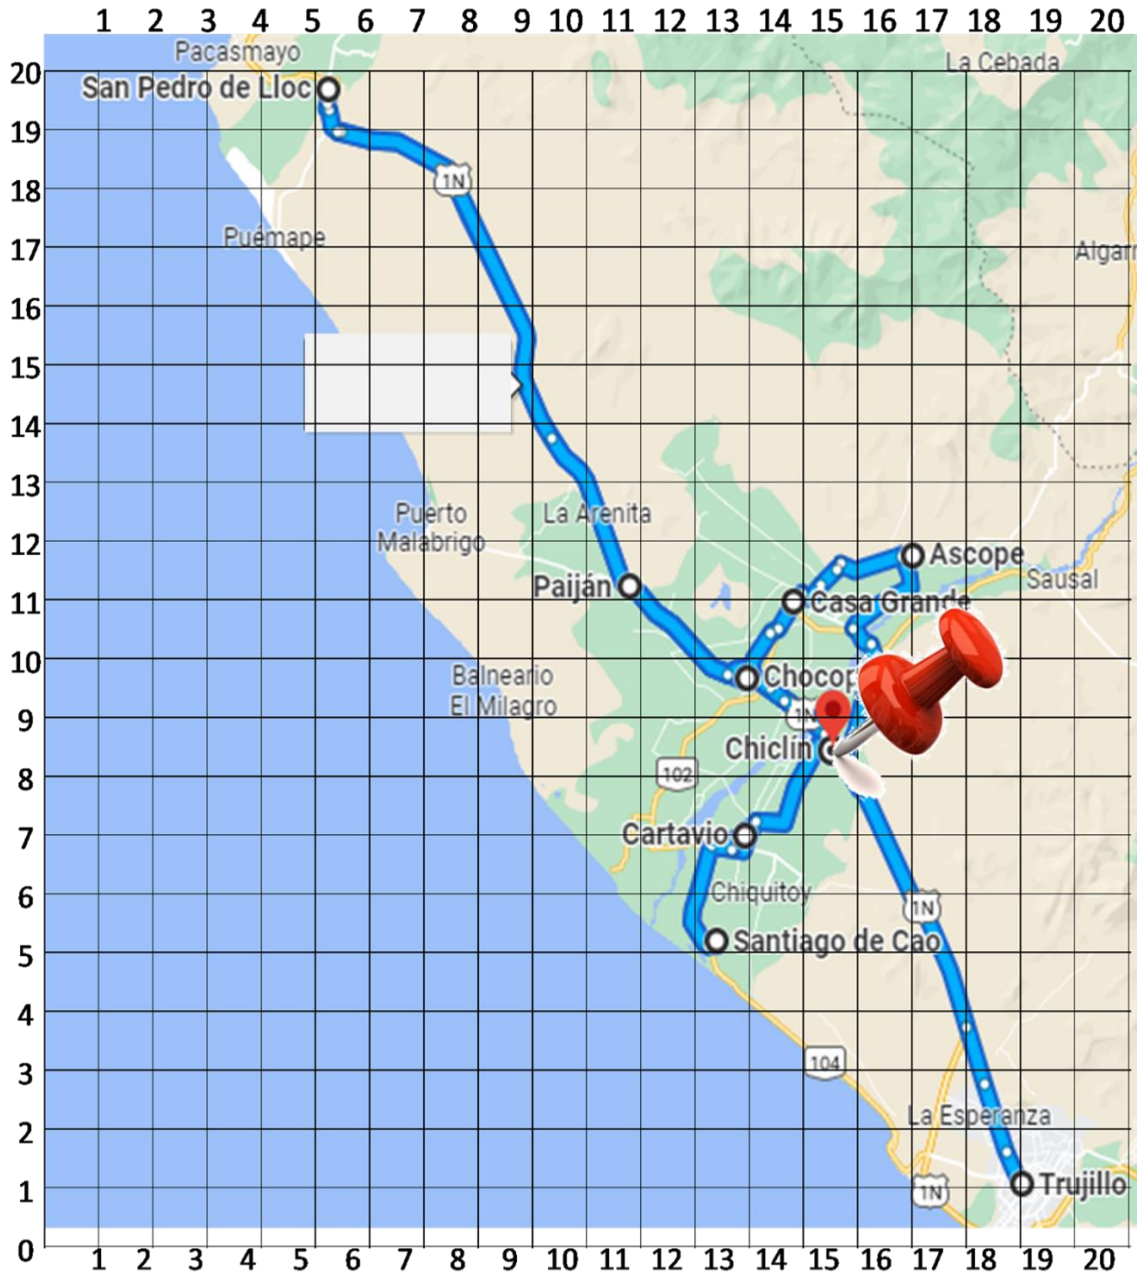 1 2 3 4 5 6 7 8 9 10 11 12 13 14 15 16 17 18 19 20
Pacasmayo
La Cebada
20
San Pedro de Lloc
19
1N
18
Puémape
17
Algarr
16
15
14
13
Puerto
Malabrigo
La Arenita
12
Ascope
Sausal
Paiján
11
Casa Grande
10
Balneario
El Milagro
Chocop
9
1N
Chiclín
8
102
7
Cartavio
6
Chiquitoy
1N
5
Santiago de Cao
4
3
104
2
La Esperanza
1
1N
Trujillo
0
1 2 3 4 5 6 7 8 9 10 11 12 13 14 15 16 17 18 19 20